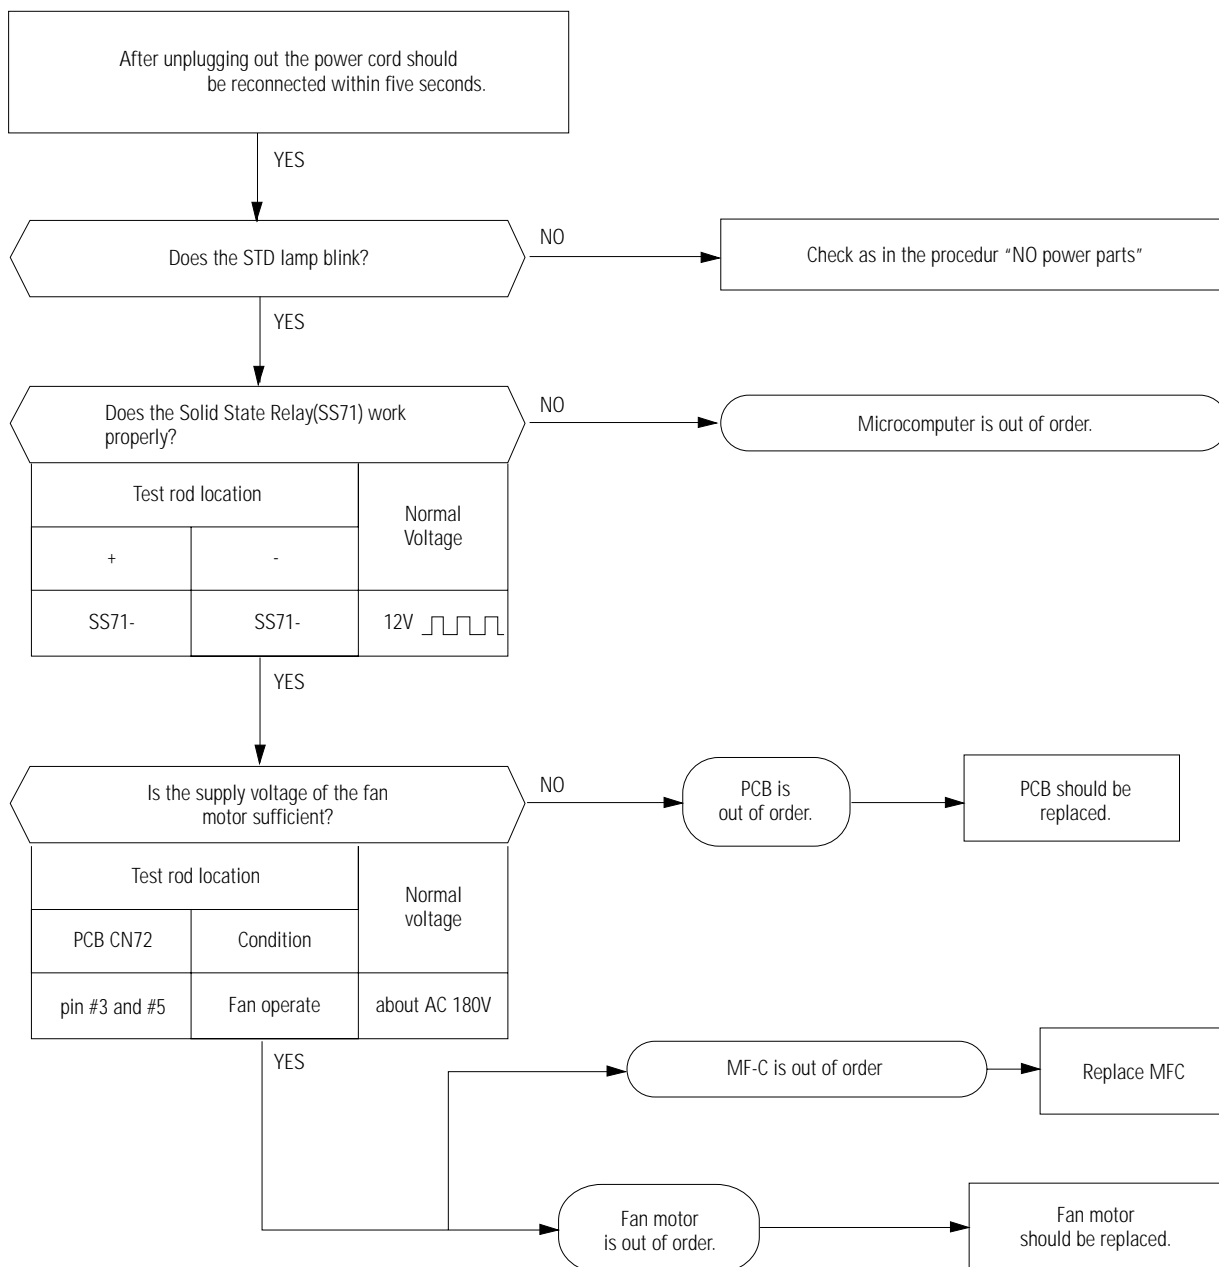 After unplugging out the power cord should
be reconnected within five seconds.
YES
Does the STD lamp blink?
NO
Check as in the procedur “NO power parts”
YES
Does the Solid State Relay(SS71) work
properly?
NO
Microcomputer is out of order.
Test rod location
Normal
Voltage
+
-
SS71-
SS71-
12V
YES
Is the supply voltage of the fan
motor sufficient?
NO
PCB is
out of order.
PCB should be
replaced.
Test rod location
Normal
voltage
PCB CN72
Condition
pin #3 and #5
Fan operate
about AC 180V
YES
MF-C is out of order
Replace MFC
Fan motor
is out of order.
Fan motor
should be replaced.